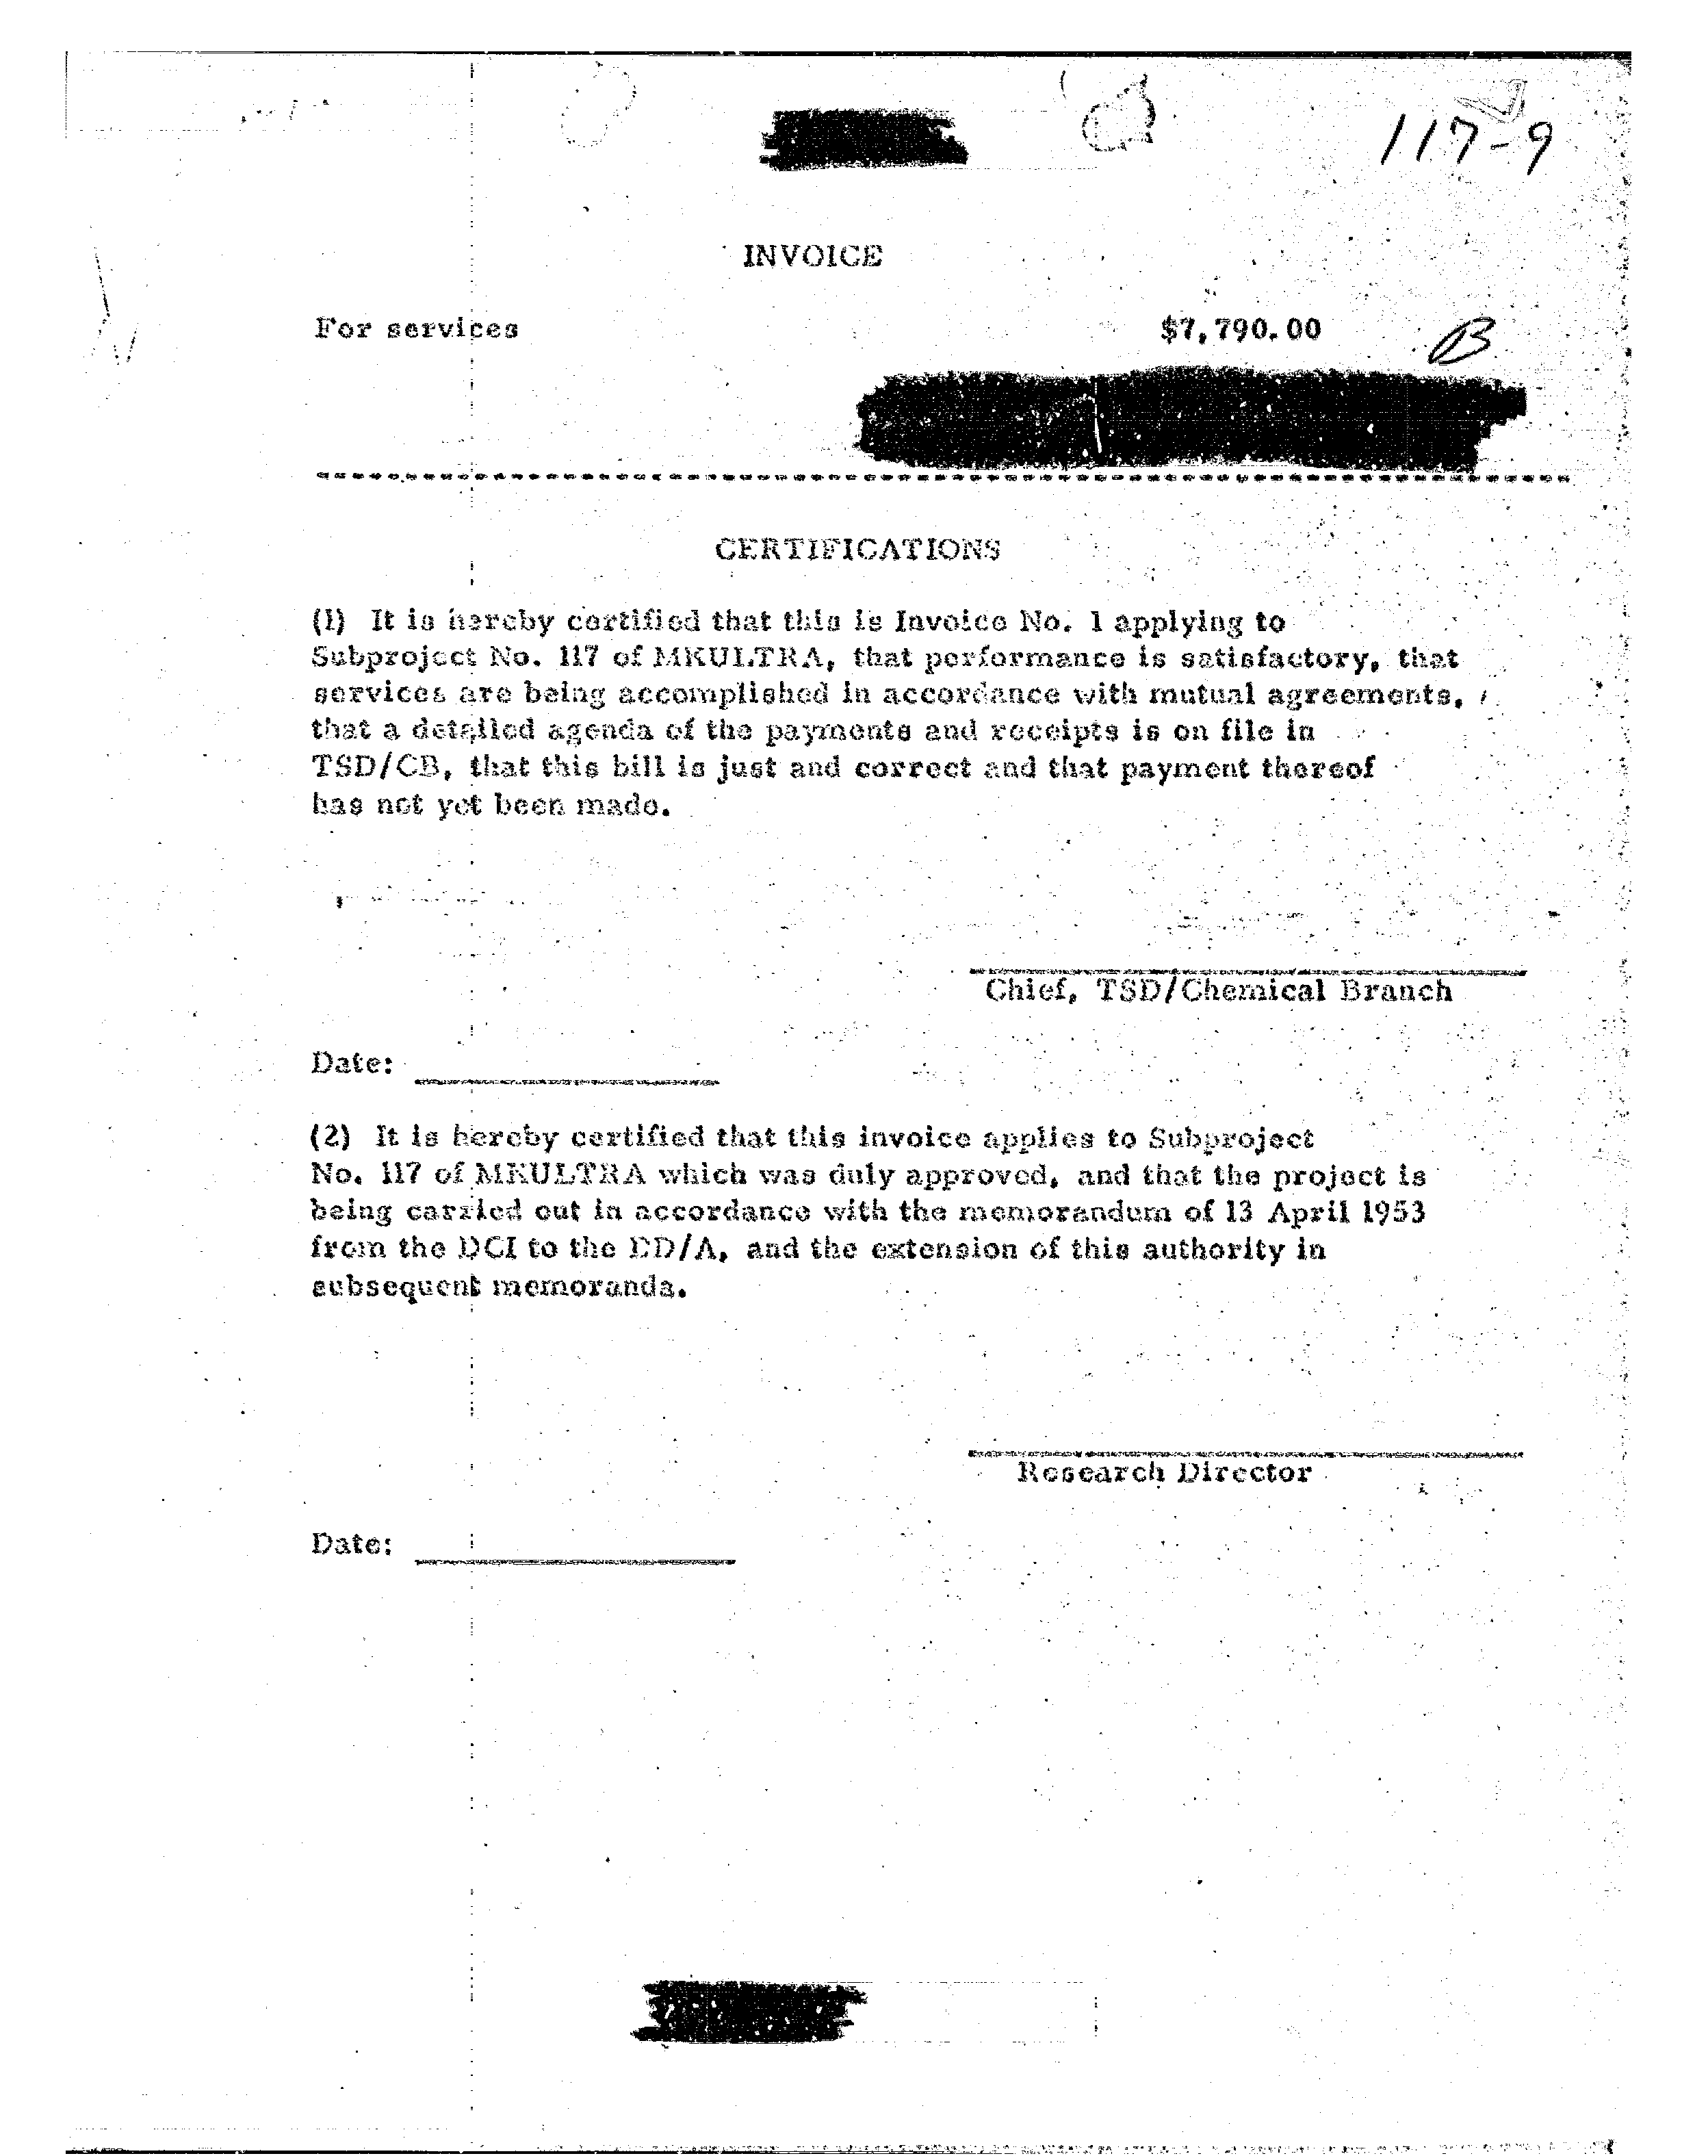 117-9
INVOICE
For services $7,790.00
B
CERTIFICATIONS
(1) It is hereby certified that this is Invoice No. 1 applying to
Subproject No. 117 of MKULTRA, that performance is satisfactory, that
services are being accomplished in accordance with mutual agreements,
that a detailed agenda of the payments and receipts is on file in
TSD/CB, that this bill is just and correct and that payment thereof
has not yet been made.
Chief, TSD/Chemical Branch
Date:
(2) It is hereby certified that this invoice applies to Subproject
No. 117 of MKULTRA which was duly approved, and that the project is
being carried out in accordance with the memorandum of 13 April 1953
from the DCI to the DD/A, and the extension of this authority in
subsequent memoranda.
Research Director
Date: